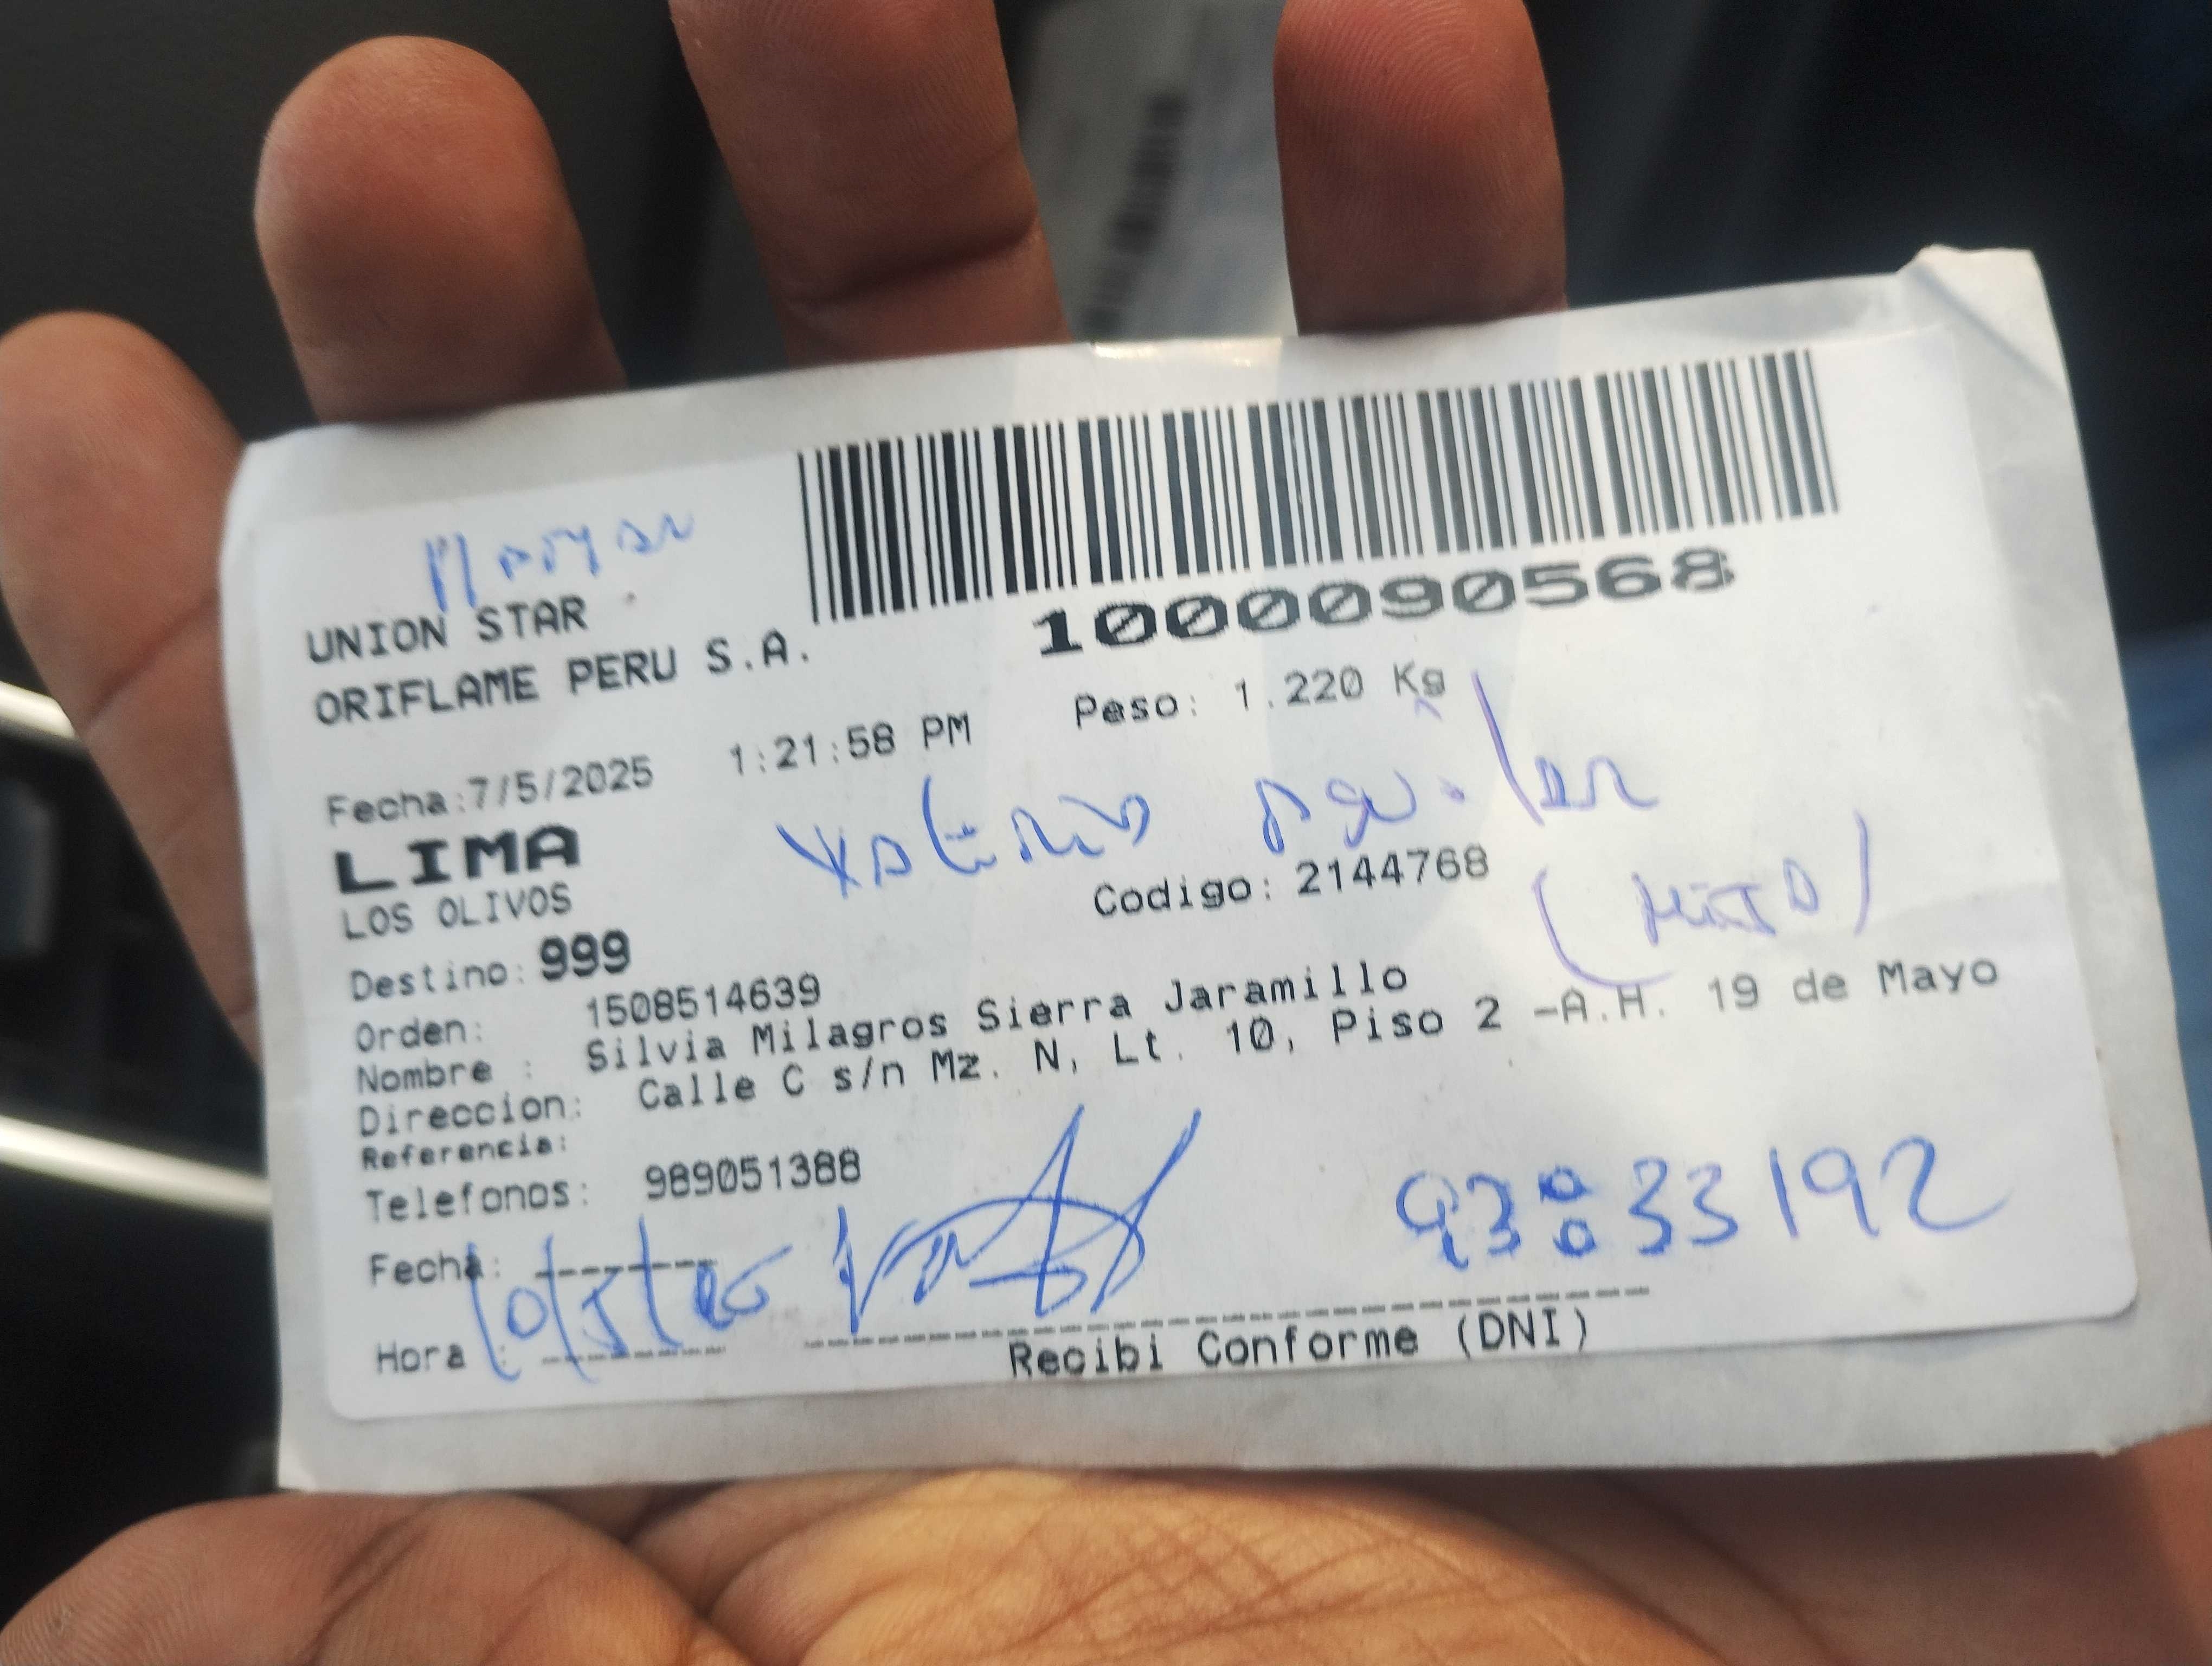 UNION STAR
ORIFLAME PERU S.A.
1000090568
Peso: 1.220 Kg
Fecha:7/5/2025 1:21:58 PM
LIMA
LOS OLIVOS
Codigo: 2144768
Destino: 999
Orden: 1508514639
Nombre : Silvia Milagros Sierra Jaramillo
Direccion: Calle C s/n Mz. N, Lt. 10, Piso 2 -A.H. 19 de Mayo
Referencia:
Telefonos: 989051388
Fecha:
Hora :
Recibi Conforme (DNI)